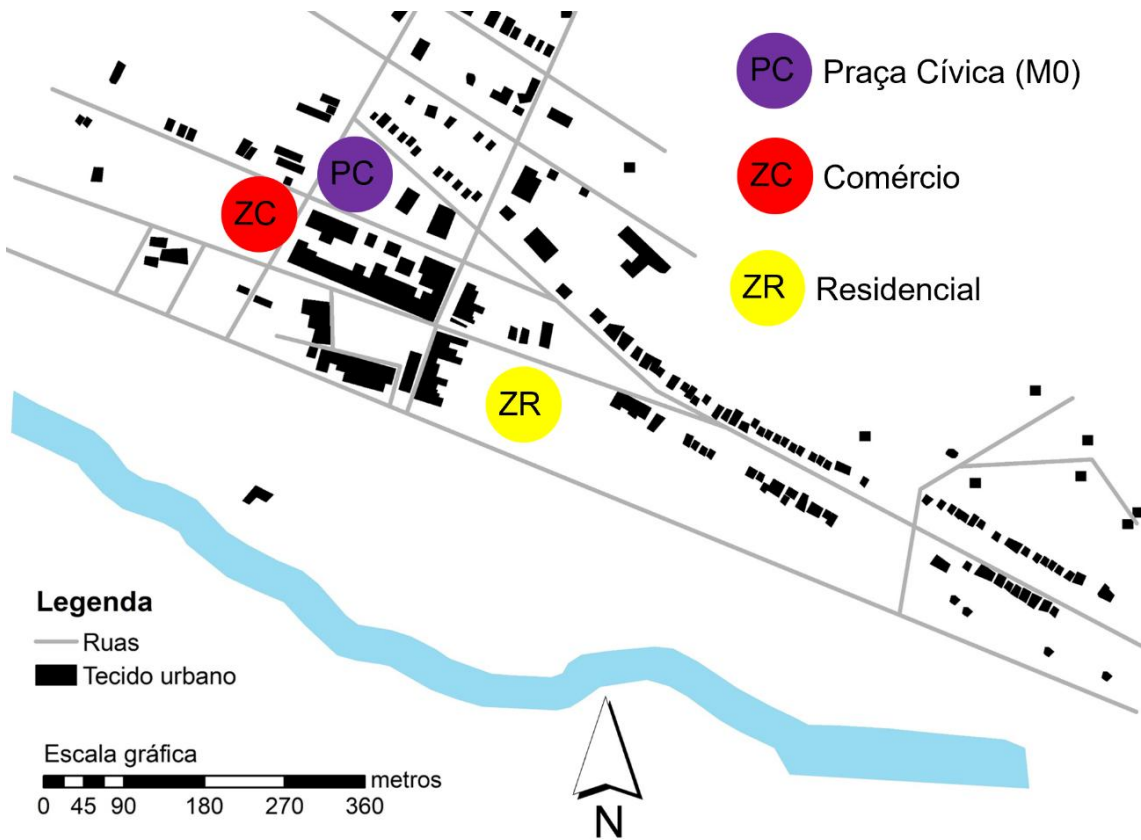 PC Praça Cívica (M0)
PC
ZC Comércio
ZC
ZR Residencial
ZR
Legenda
Ruas
Tecido urbano
Escala gráfica
metros
0 45 90 180 270 360
N